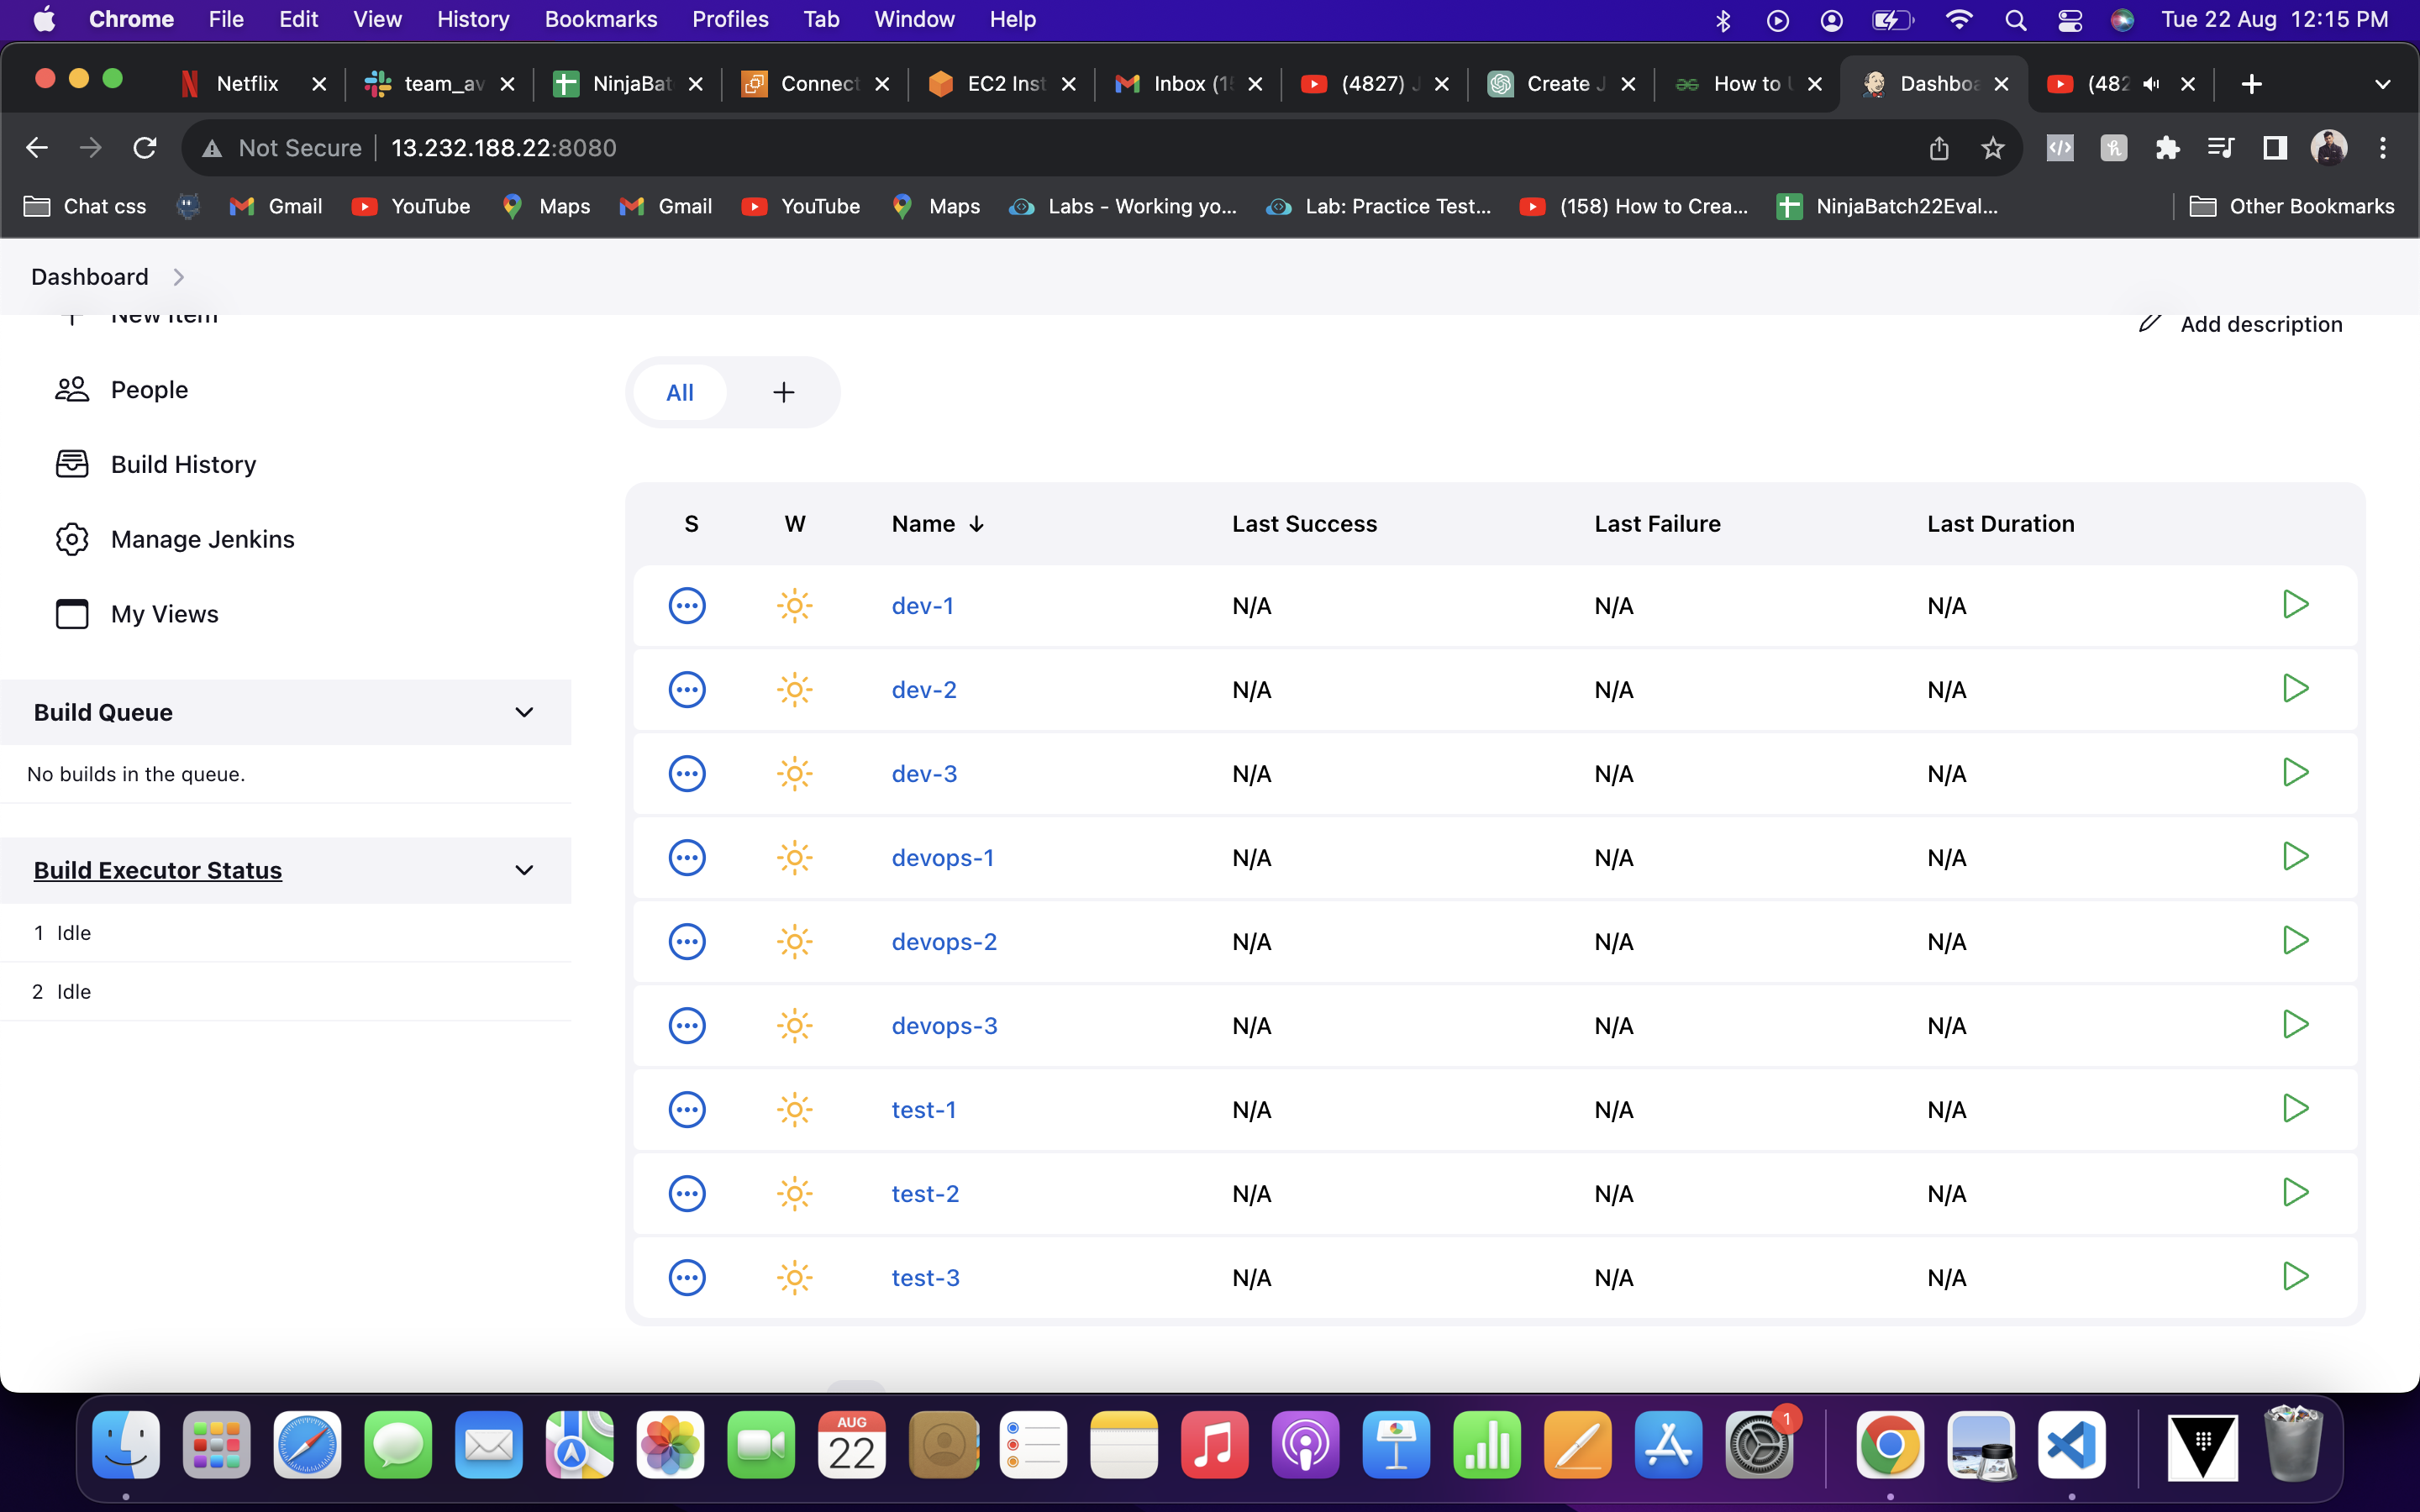 Chrome File Edit View History Bookmarks Profiles Tab Window Help Tue 22 Aug 12:15 PM
Netflix team_av NinjaBat Connect EC2 Inst Inbox (15 (4827) J Create J How to U Dashboa (482
Not Secure 13.232.188.22:8080
Chat css Gmail YouTube Maps Gmail YouTube Maps Labs - Working yo... Lab: Practice Test... (158) How to Crea... NinjaBatch22Eval... Other Bookmarks
Dashboard
New Item
Add description
People
Build History
Manage Jenkins
My Views
Build Queue
No builds in the queue.
Build Executor Status
1 Idle
2 Idle
All
S W Name ↓ Last Success Last Failure Last Duration
dev-1 N/A N/A N/A
dev-2 N/A N/A N/A
dev-3 N/A N/A N/A
devops-1 N/A N/A N/A
devops-2 N/A N/A N/A
devops-3 N/A N/A N/A
test-1 N/A N/A N/A
test-2 N/A N/A N/A
test-3 N/A N/A N/A
AUG
22
1